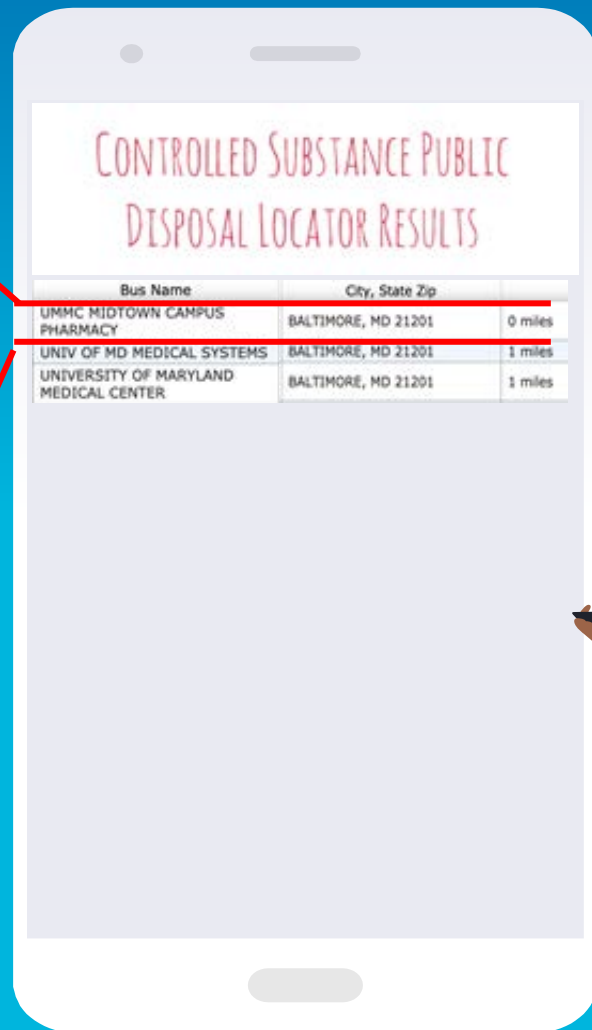 CONTROLLED SUBSTANCE PUBLIC
DISPOSAL LOCATOR RESULTS
Bus Name City, State Zip
UMMC MIDTOWN CAMPUS
PHARMACY BALTIMORE, MD 21201 0 miles
UNIV OF MD MEDICAL SYSTEMS BALTIMORE, MD 21201 1 miles
UNIVERSITY OF MARYLAND
MEDICAL CENTER BALTIMORE, MD 21201 1 miles